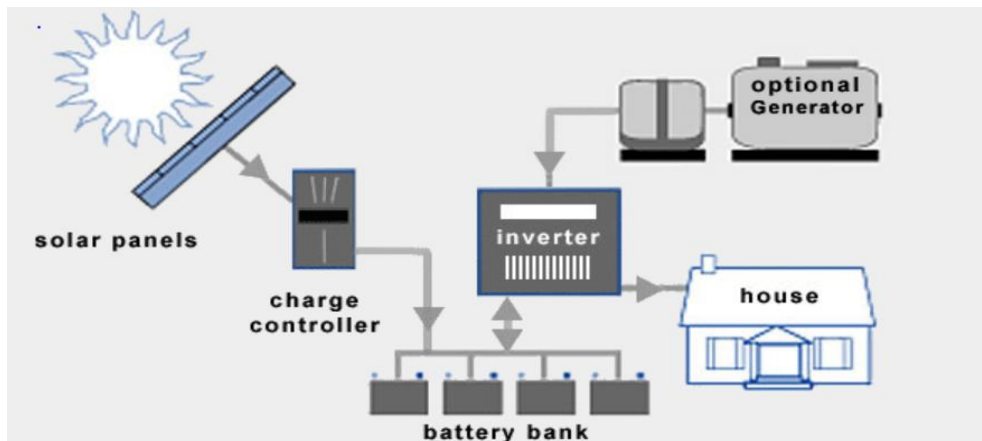 optional
Generator
solar panels
inverter
charge
controller
house
battery bank